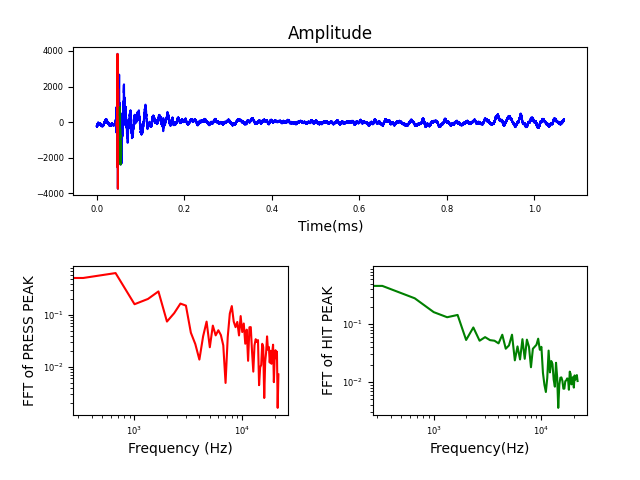 Amplitude
4000
2000
0
−2000
−4000
0.0 0.2 0.4 0.6 0.8 1.0
Time(ms)
FFT of PRESS PEAK
10⁻¹
10⁻²
10³ 10⁴
Frequency (Hz)
FFT of HIT PEAK
10⁻¹
10⁻²
10³ 10⁴
Frequency(Hz)